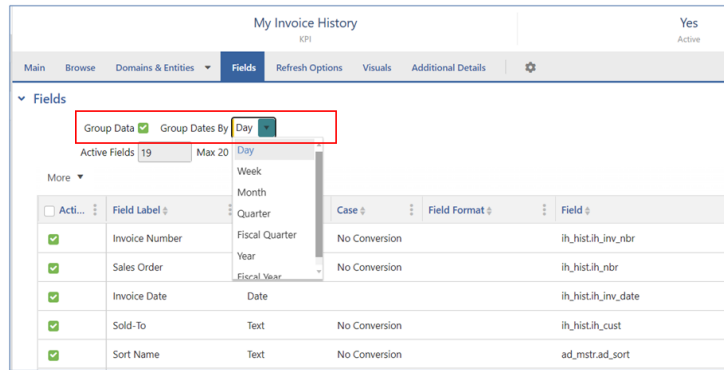 My Invoice History Yes
KPI Active
Main Browse Domains & Entities Fields Refresh Options Visuals Additional Details
Fields
Group Data Group Dates By Day
Active Fields 19 Max 20 Day
Week
More
Month
Acti... Field Label Quarter Case Field Format Field
Fiscal Quarter
Invoice Number No Conversion ih_hist.ih_inv_nbr
Year
Sales Order No Conversion ih_hist.ih_nbr
Fiscal Year
Invoice Date Date ih_hist.ih_inv_date
Sold-To Text No Conversion ih_hist.ih_cust
Sort Name Text No Conversion ad_mstr.ad_sort